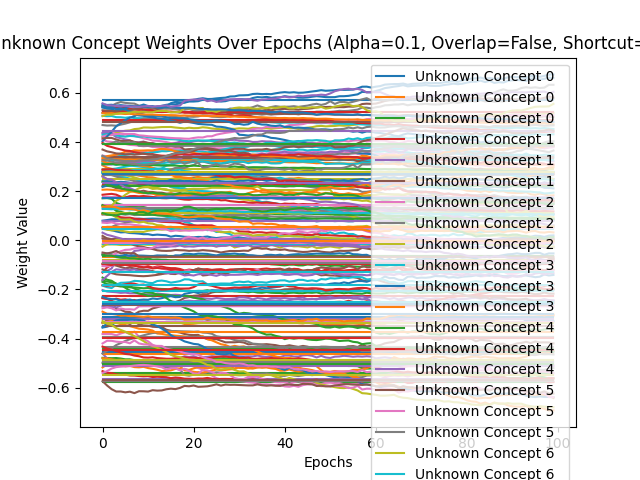 nknown Concept Weights Over Epochs (Alpha=0.1, Overlap=False, Shortcut=
Weight Value
0.6
0.4
0.2
0.0
−0.2
−0.4
−0.6
0
20
40
60
80
100
Epochs
Unknown Concept 0
Unknown Concept 0
Unknown Concept 0
Unknown Concept 1
Unknown Concept 1
Unknown Concept 1
Unknown Concept 2
Unknown Concept 2
Unknown Concept 2
Unknown Concept 3
Unknown Concept 3
Unknown Concept 3
Unknown Concept 4
Unknown Concept 4
Unknown Concept 4
Unknown Concept 5
Unknown Concept 5
Unknown Concept 5
Unknown Concept 6
Unknown Concept 6